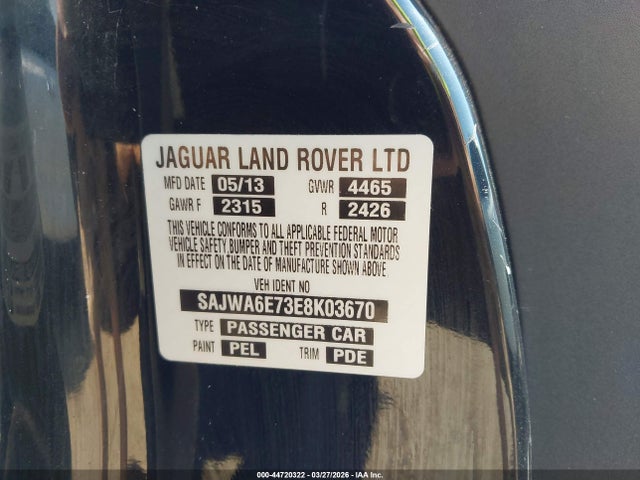 JAGUAR LAND ROVER LTD
MFD DATE 05/13 GVWR 4465
GAWR F 2315 R 2426
THIS VEHICLE CONFORMS TO ALL APPLICABLE FEDERAL MOTOR
VEHICLE SAFETY, BUMPER AND THEFT PREVENTION STANDARDS
IN EFFECT ON THE DATE OF MANUFACTURE SHOWN ABOVE
VEH IDENT NO
SAJWA6E73E8K03670
TYPE PASSENGER CAR
PAINT PEL TRIM PDE
000-44720322 | 03/27/2026 | IAA Inc.